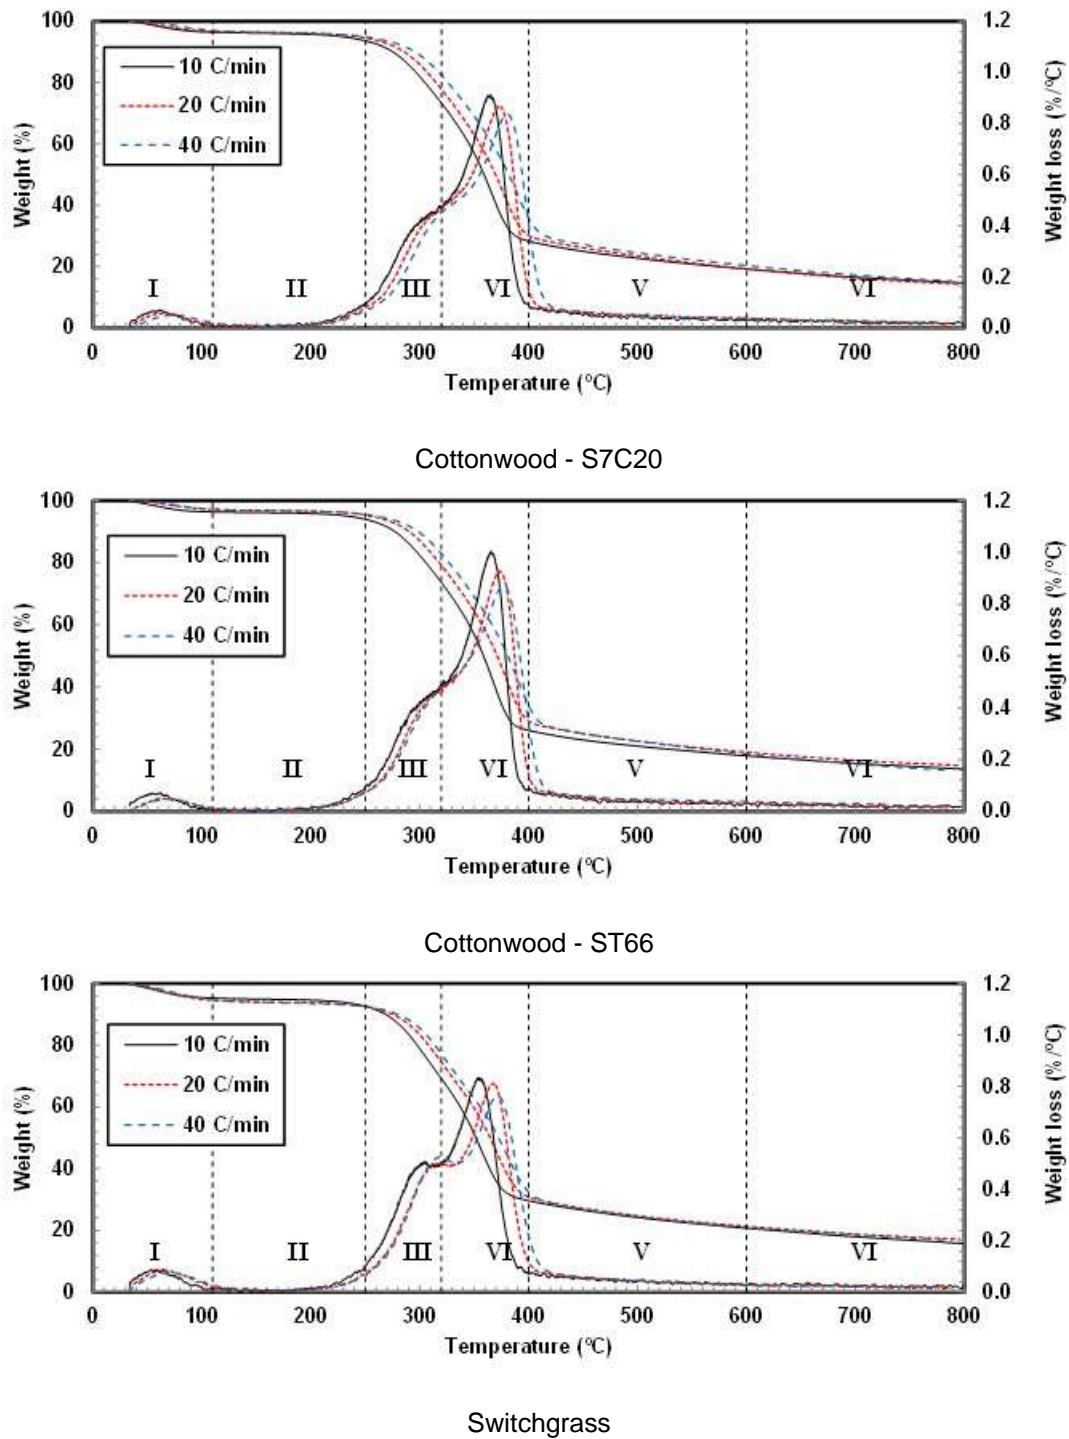 100 1.2
10 C/min
80 1.0
20 C/min
40 C/min 0.8
60
0.6
40
0.4
20 I II III VI V VI 0.2
0 0.0
0 100 200 300 400 500 600 700 800
Weight (%)
Weight loss (%/°C)
Temperature (°C)
Cottonwood - S7C20
100 1.2
10 C/min 1.0
80
20 C/min 0.8
60
40 C/min 0.6
40 0.4
20 I II III VI V VI 0.2
0 0.0
0 100 200 300 400 500 600 700 800
Weight (%)
Weight loss (%/°C)
Temperature (°C)
Cottonwood - ST66
100 1.2
10 C/min 1.0
80
20 C/min 0.8
60
40 C/min 0.6
40 0.4
20 I II III VI V VI 0.2
0 0.0
0 100 200 300 400 500 600 700 800
Weight (%)
Weight loss (%/°C)
Temperature (°C)
Switchgrass